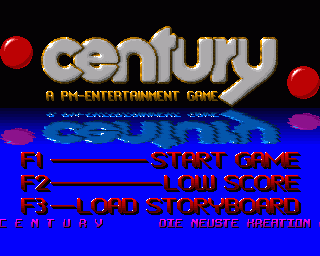 century
A PM-ENTERTAINMENT GAME
F1 START GAME
F2 LOW SCORE
F3 LOAD STORYBOARD
CENTURY DIE NEUSTE KREATION